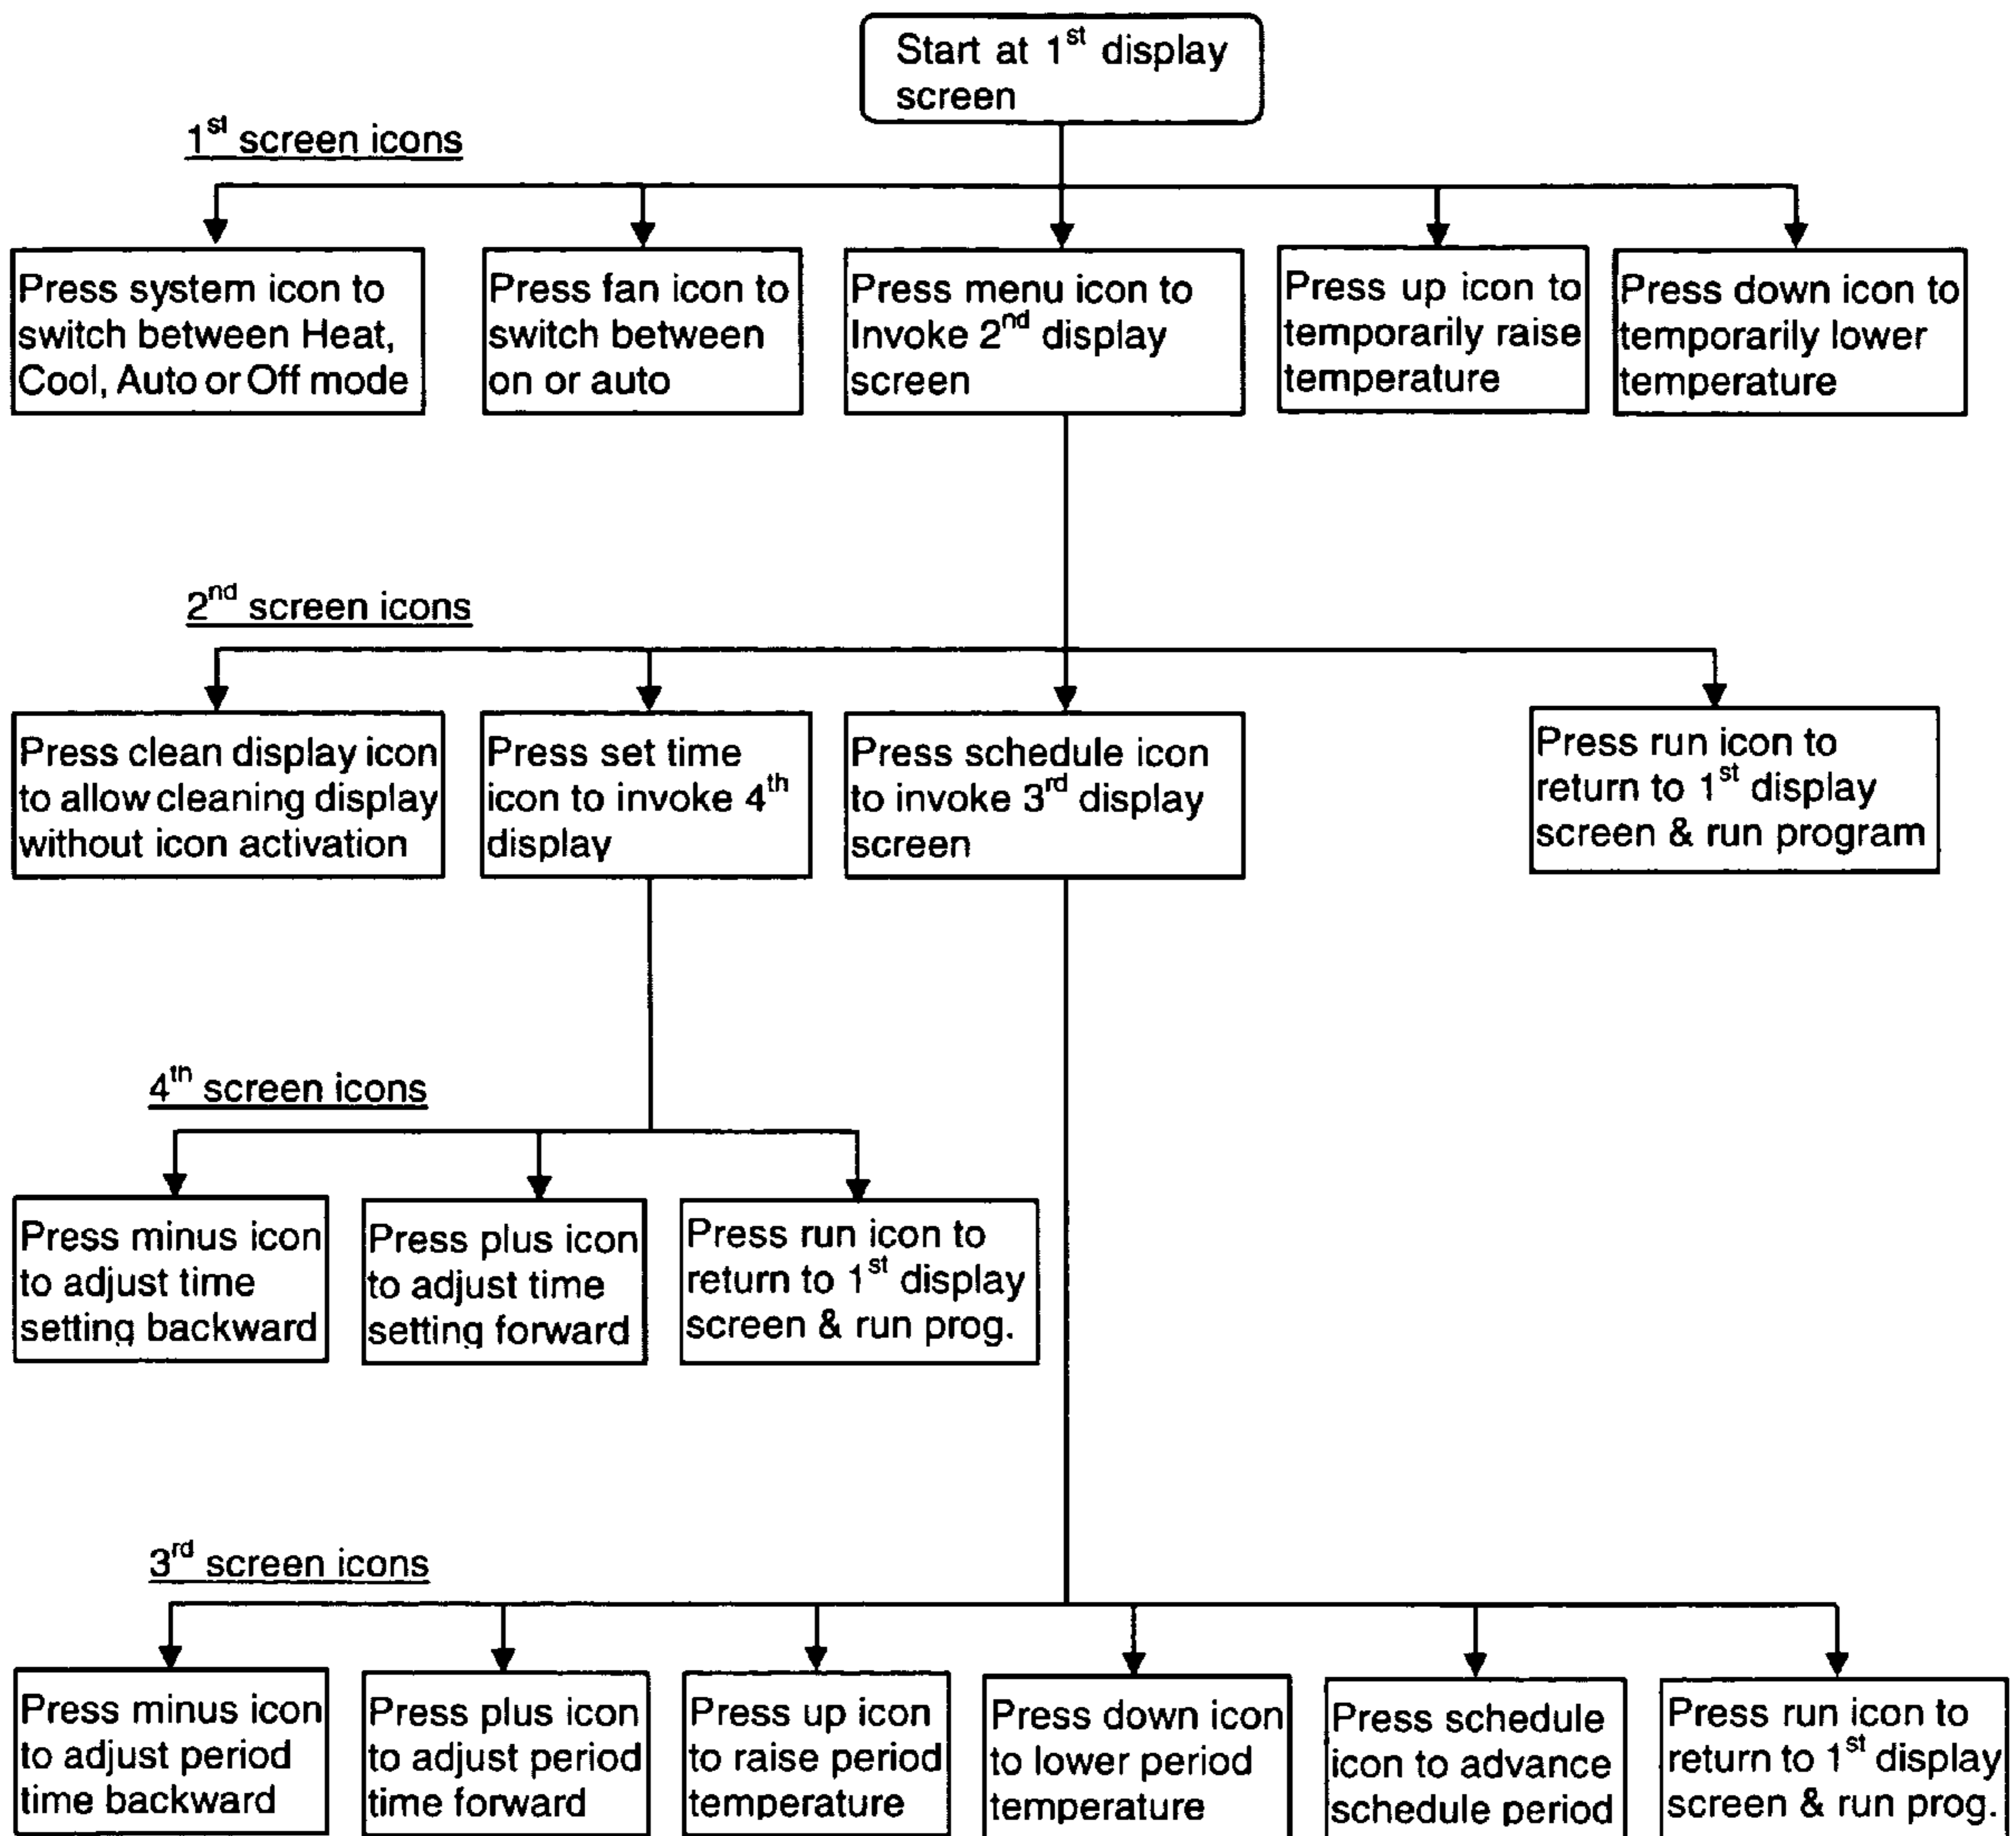 Start at 1st display
screen
1st screen icons
Press system icon to
switch between Heat,
Cool, Auto or Off mode
Press fan icon to
switch between
on or auto
Press menu icon to
Invoke 2nd display
screen
Press up icon to
temporarily raise
temperature
Press down icon to
temporarily lower
temperature
2nd screen icons
Press clean display icon
to allow cleaning display
without icon activation
Press set time
icon to invoke 4th
display
Press schedule icon
to invoke 3rd display
screen
Press run icon to
return to 1st display
screen & run program
4th screen icons
Press minus icon
to adjust time
setting backward
Press plus icon
to adjust time
setting forward
Press run icon to
return to 1st display
screen & run prog.
3rd screen icons
Press minus icon
to adjust period
time backward
Press plus icon
to adjust period
time forward
Press up icon
to raise period
temperature
Press down icon
to lower period
temperature
Press schedule
icon to advance
schedule period
Press run icon to
return to 1st display
screen & run prog.